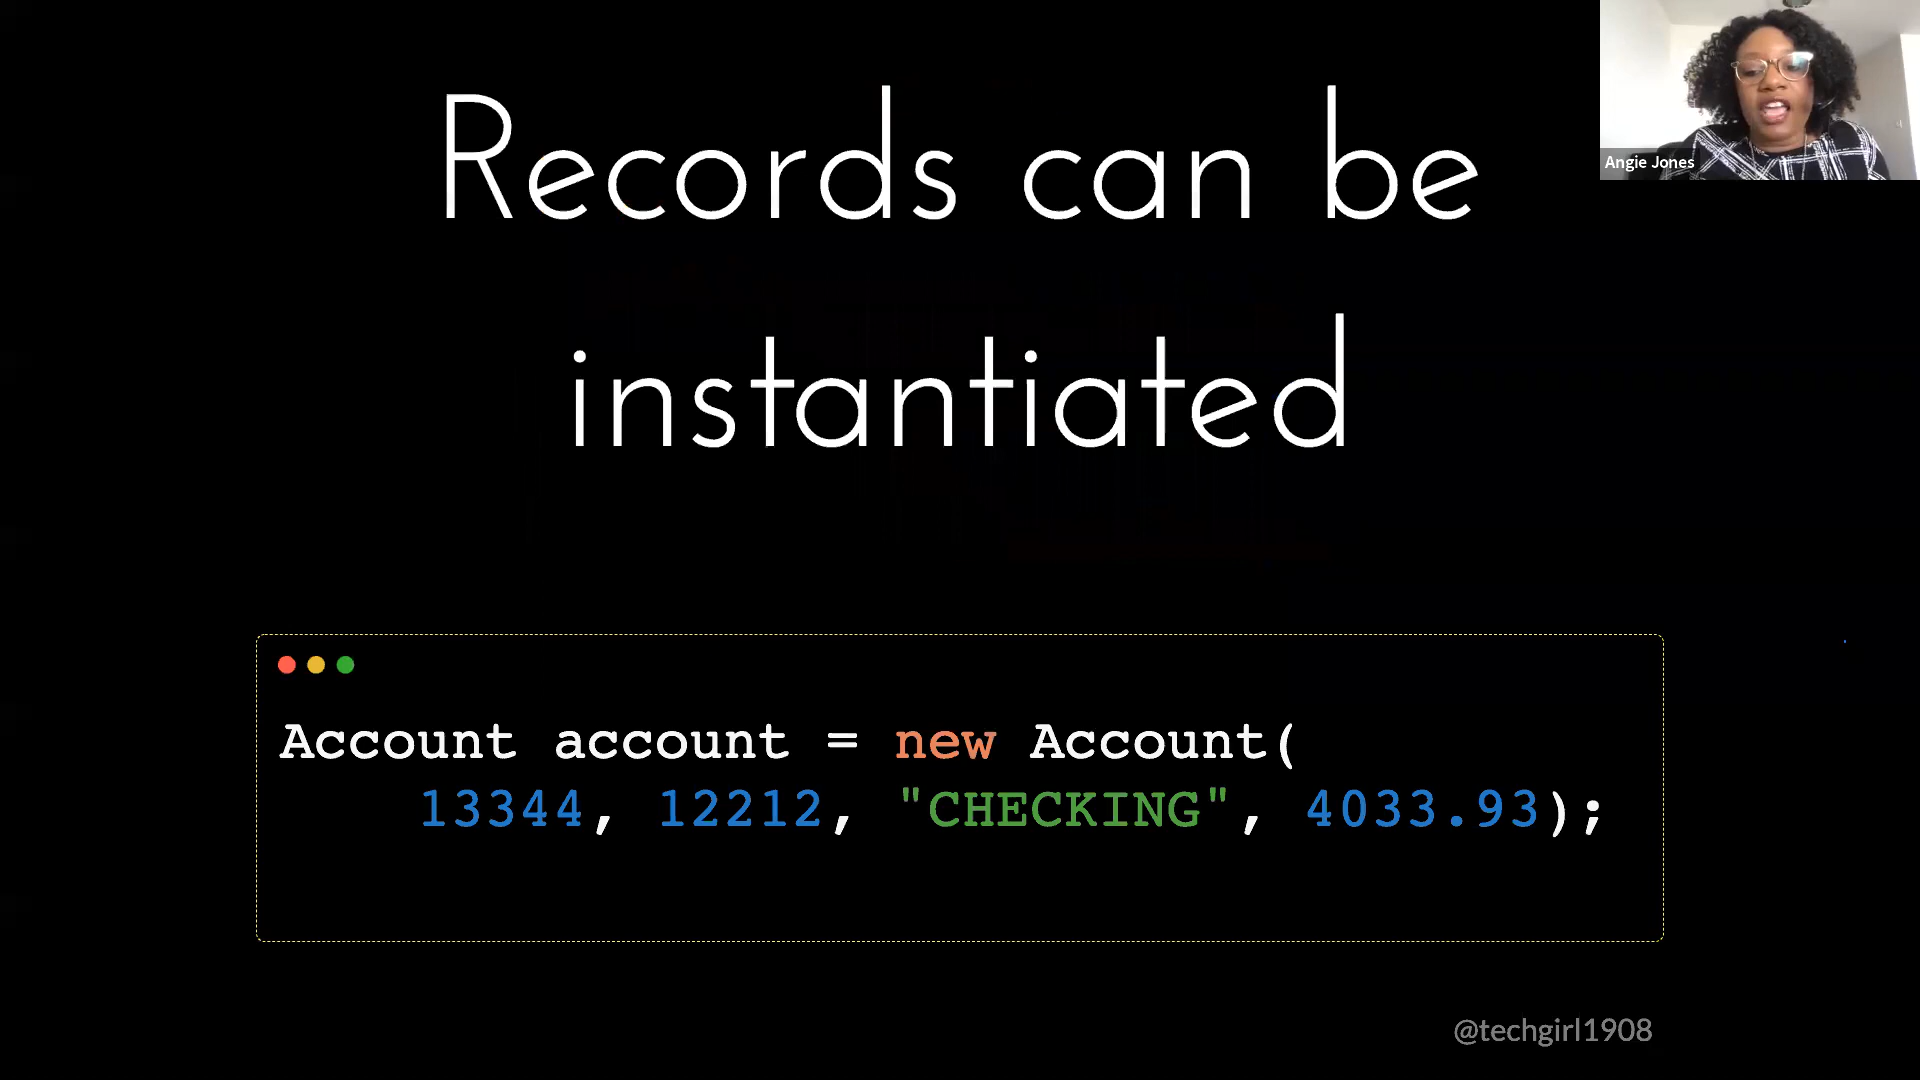 Records can be
instantiated
Angie Jones
Account account = new Account(
13344, 12212, "CHECKING", 4033.93);
@techgirl1908